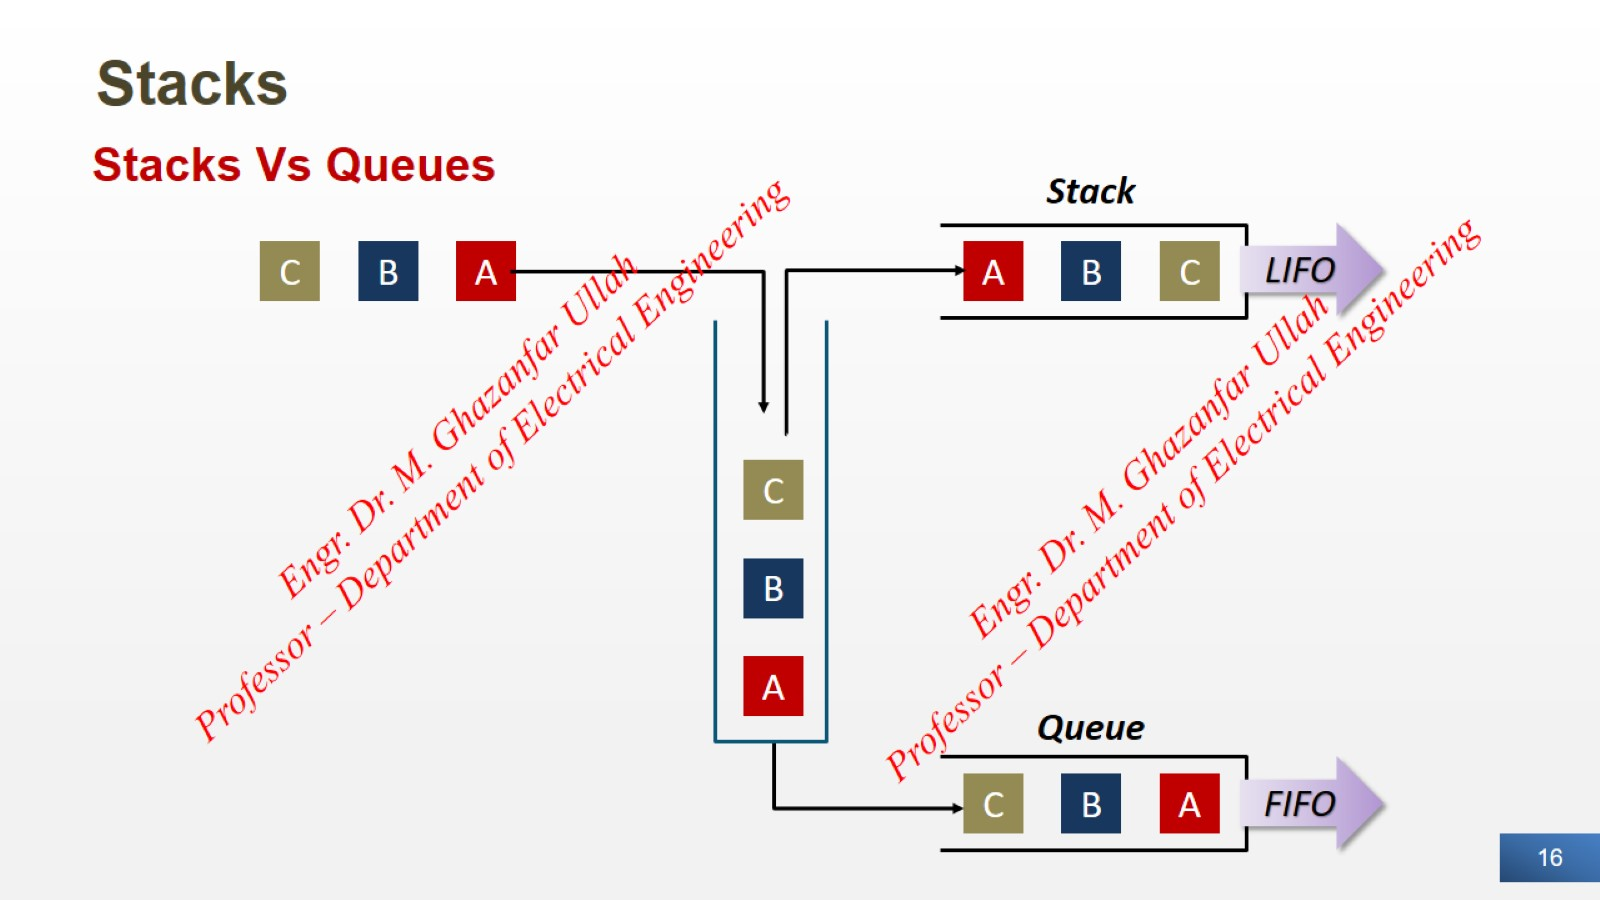 Stacks
Stacks Vs Queues
C B A
Stack
A B C
LIFO
C
B
A
Queue
C B A
FIFO
Engr. Dr. M. Ghazanfar Ullah
Professor – Department of Electrical Engineering
Engr. Dr. M. Ghazanfar Ullah
Professor – Department of Electrical Engineering
16